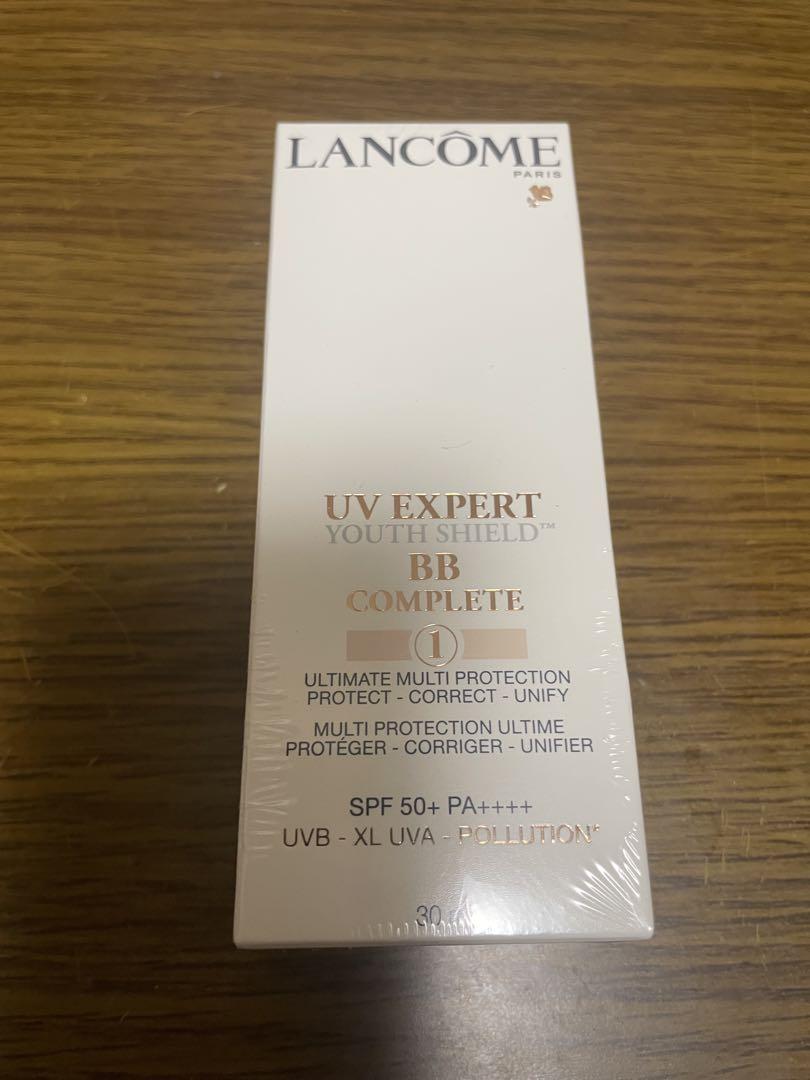 LANCÔME
PARIS
UV EXPERT
YOUTH SHIELD™
BB
COMPLETE
1
ULTIMATE MULTI PROTECTION
PROTECT - CORRECT - UNIFY
MULTI PROTECTION ULTIME
PROTÉGER - CORRIGER - UNIFIER
SPF 50+ PA++++
UVB - XL UVA - POLLUTION*
30